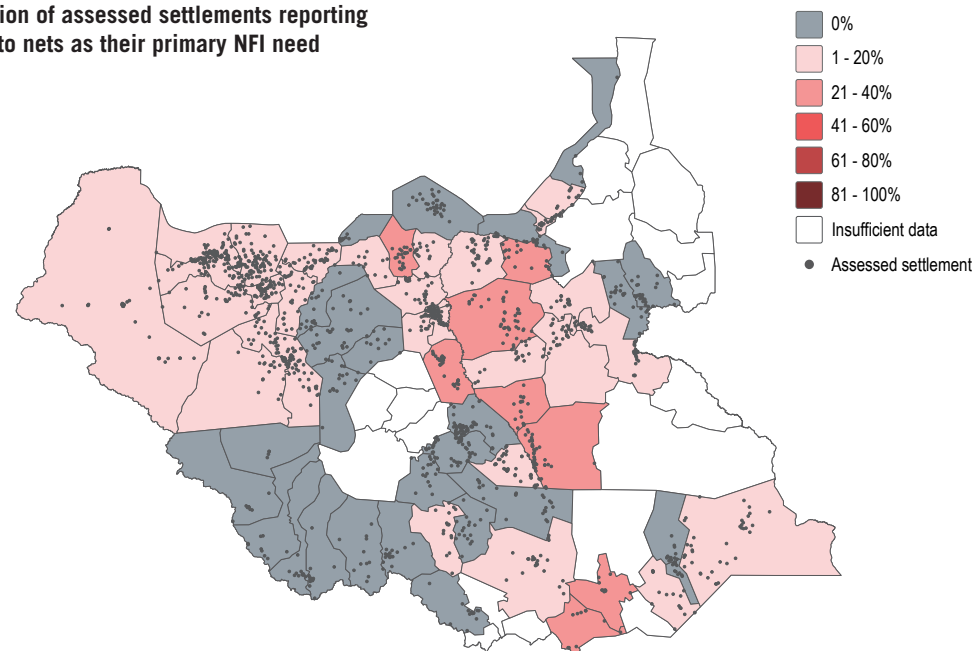 ion of assessed settlements reporting
to nets as their primary NFI need
0%
1 - 20%
21 - 40%
41 - 60%
61 - 80%
81 - 100%
Insufficient data
Assessed settlement